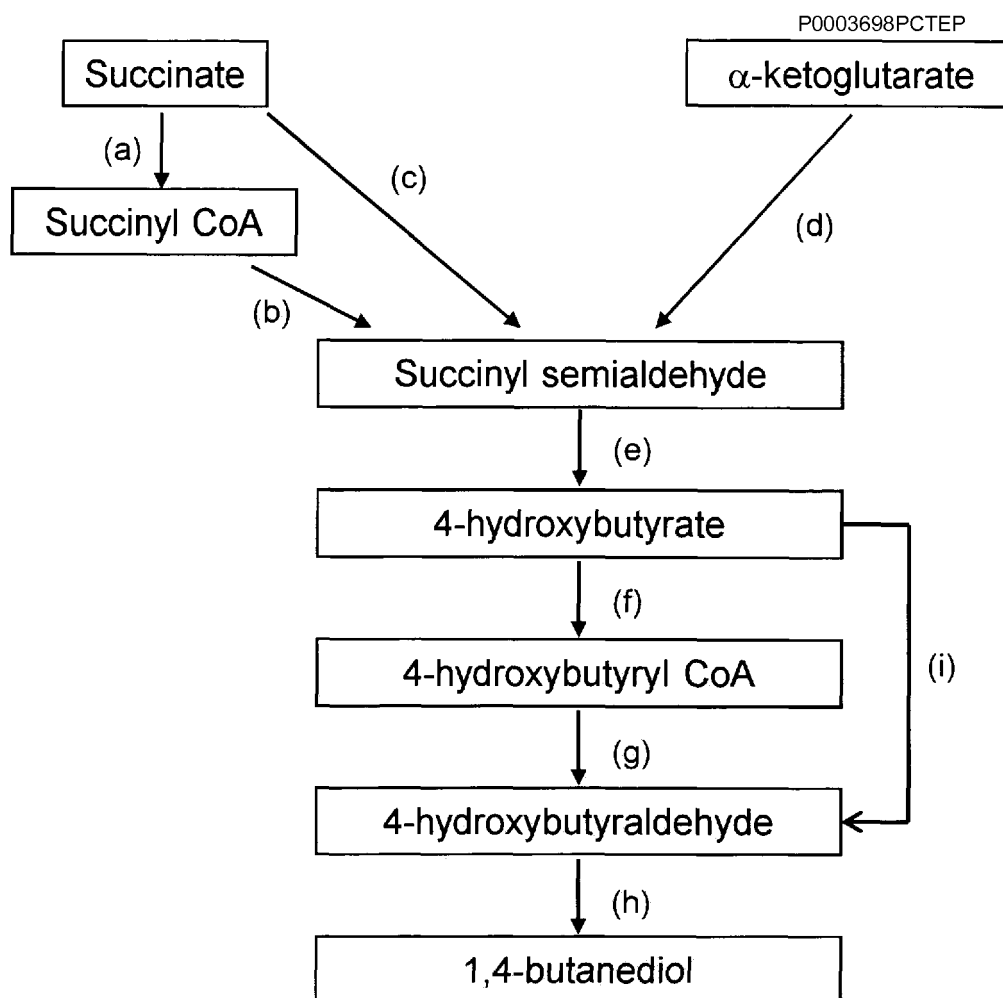 P0003698PCTEP
Succinate
α-ketoglutarate
(a)
(c)
(d)
Succinyl CoA
(b)
Succinyl semialdehyde
(e)
4-hydroxybutyrate
(f)
4-hydroxybutyryl CoA
(i)
(g)
4-hydroxybutyraldehyde
(h)
1,4-butanediol